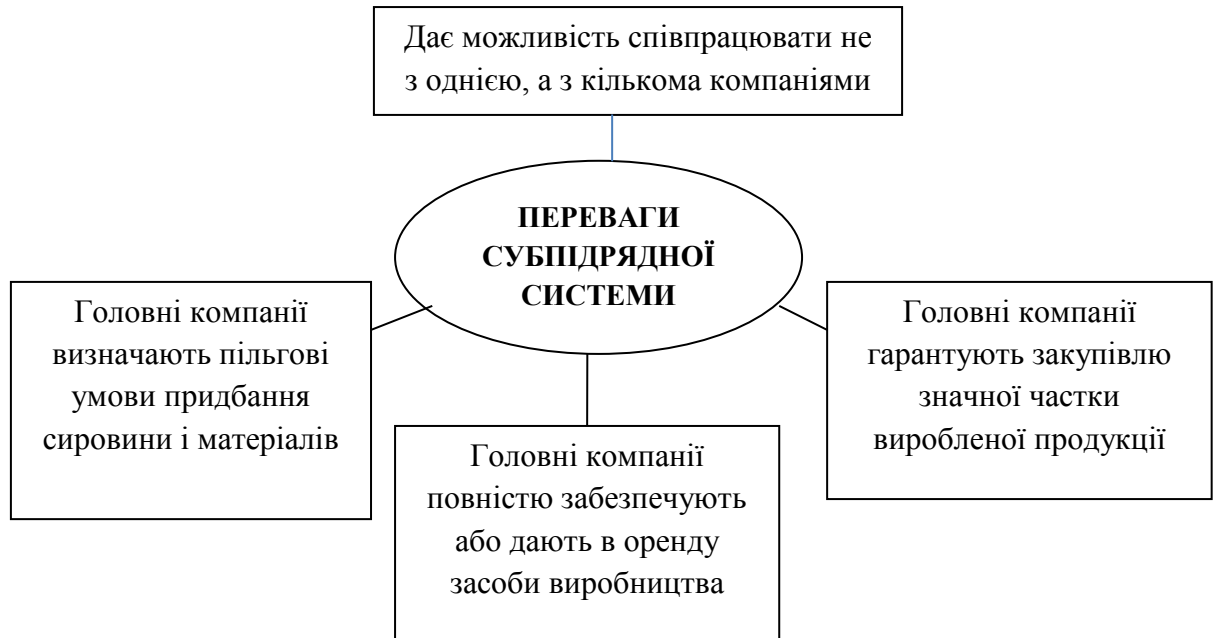 Дає можливість співпрацювати не
з однією, а з кількома компаніями
ПЕРЕВАГИ
СУБПІДРЯДНОЇ
СИСТЕМИ
Головні компанії
визначають пільгові
умови придбання
сировини і матеріалів
Головні компанії
повністю забезпечують
або дають в оренду
засоби виробництва
Головні компанії
гарантують закупівлю
значної частки
виробленої продукції